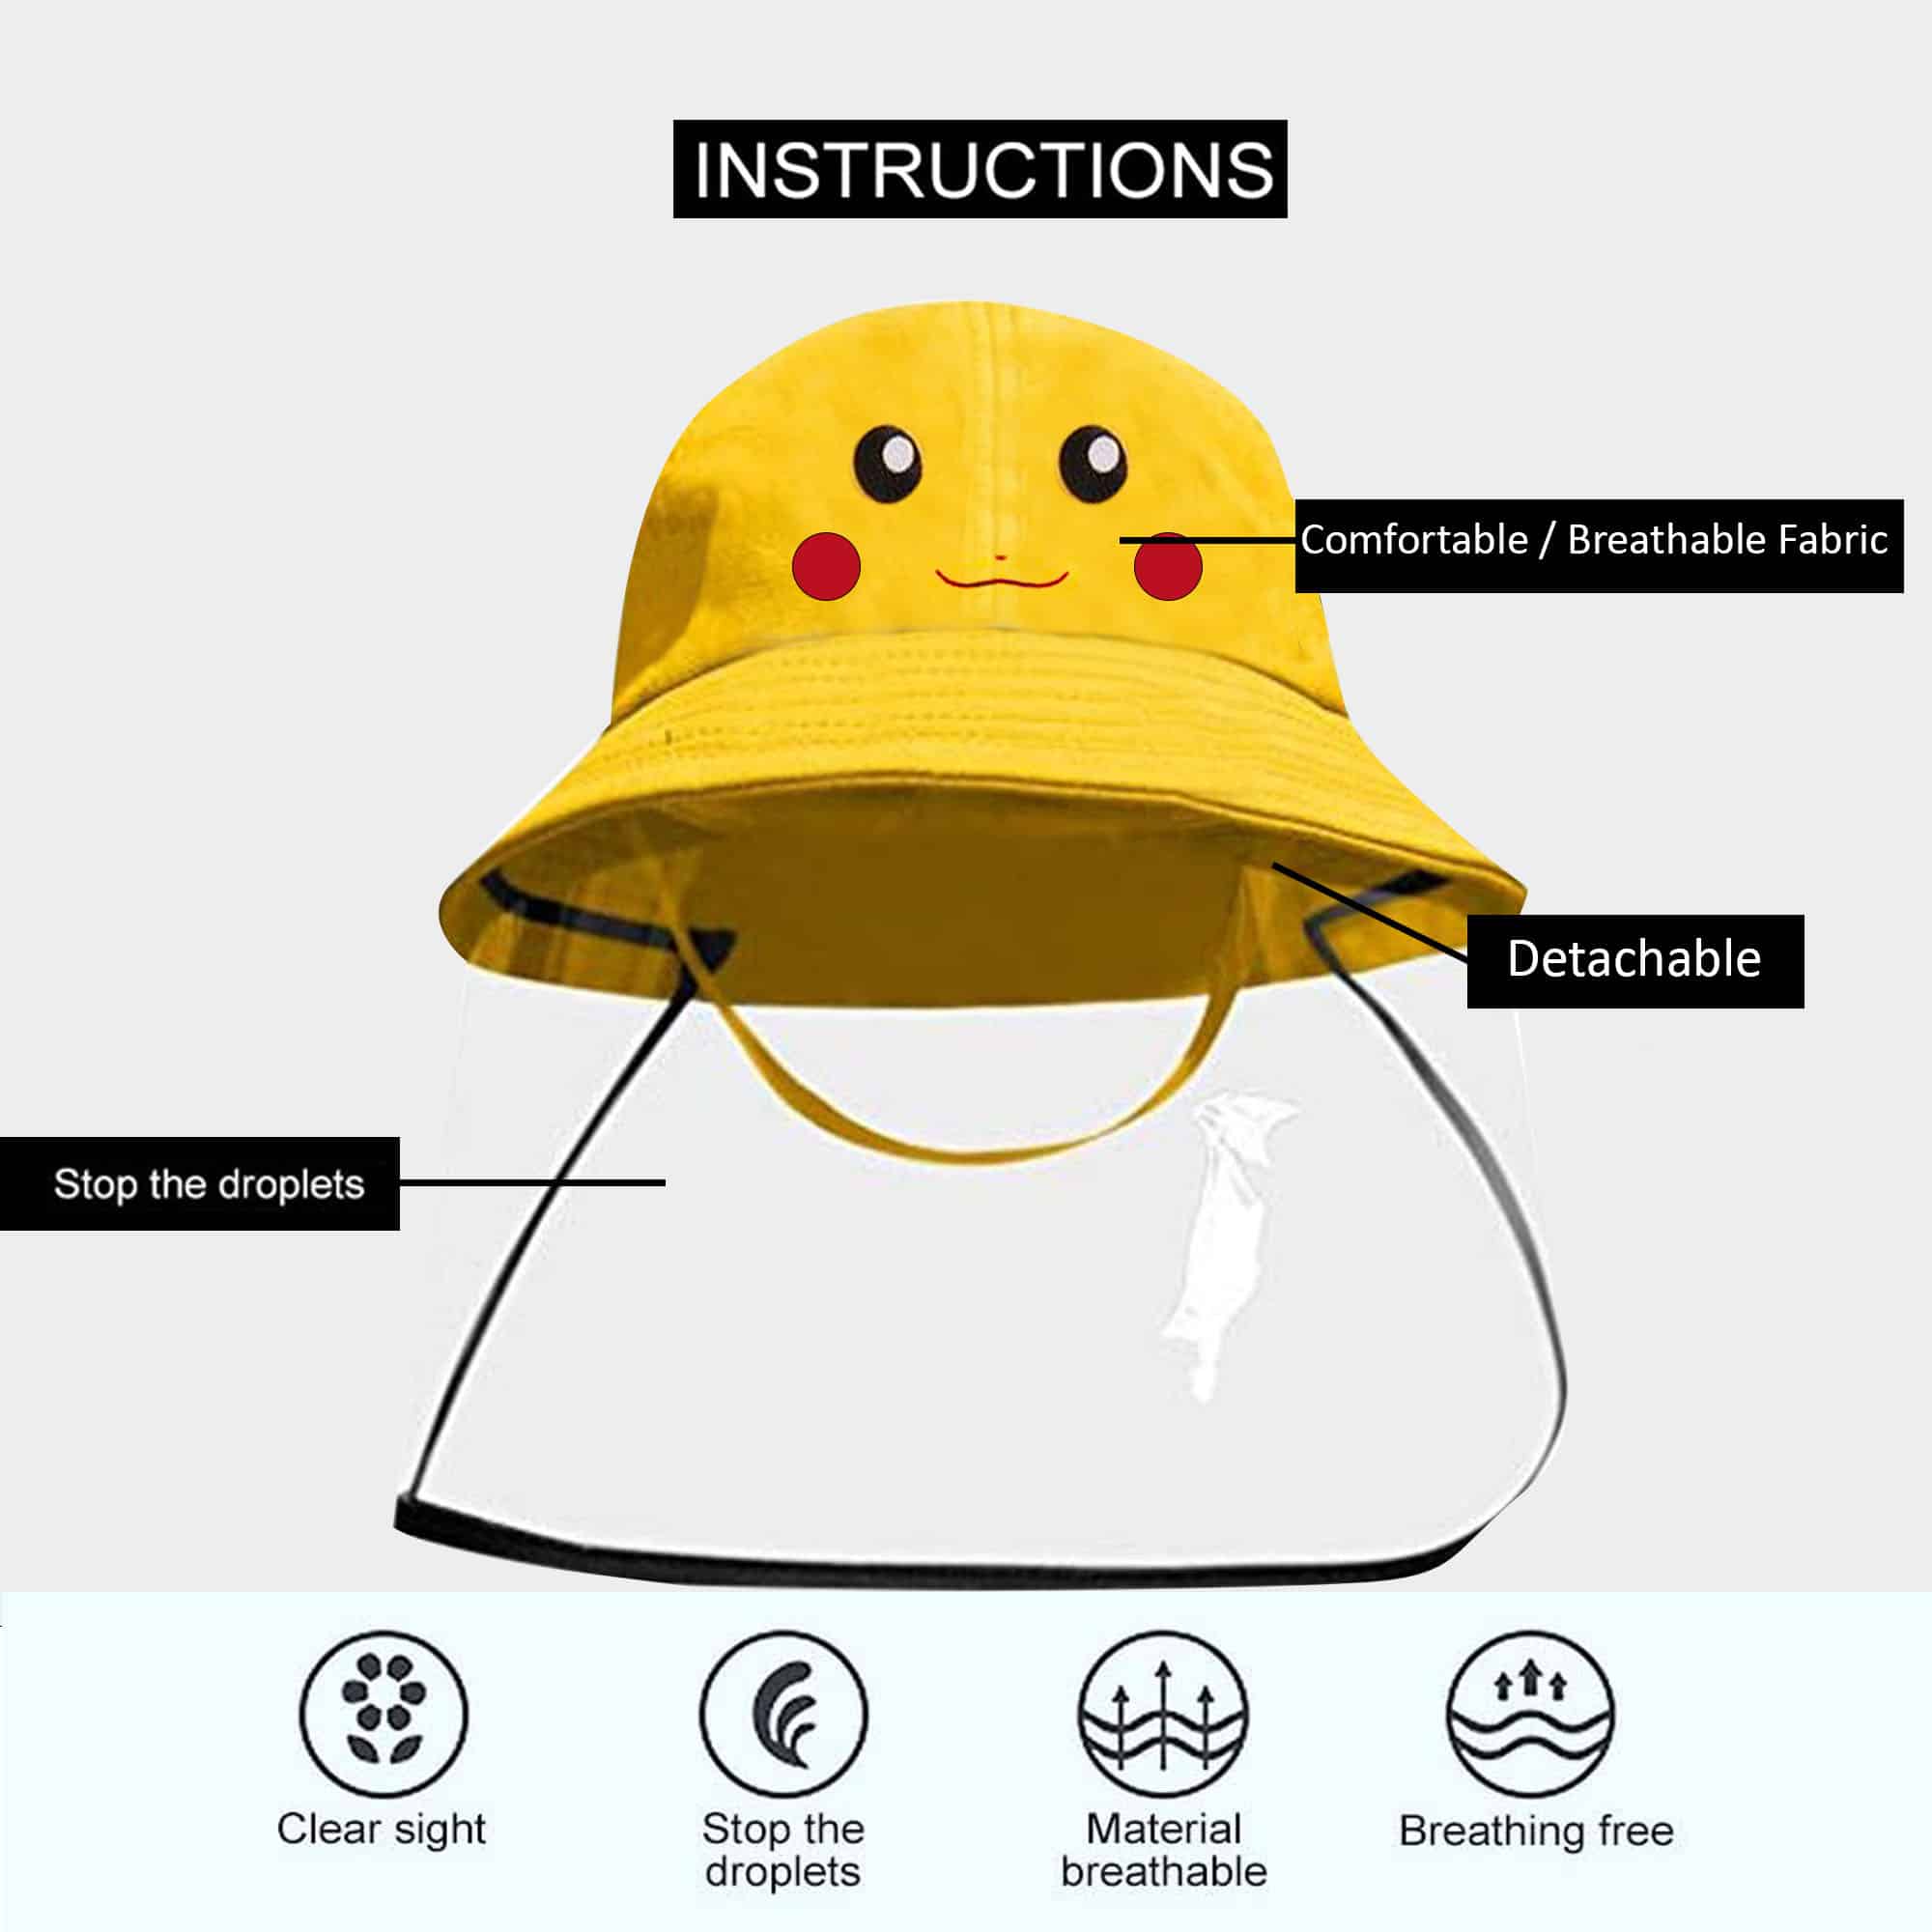 INSTRUCTIONS
Comfortable / Breathable Fabric
Detachable
Stop the droplets
Clear sight
Stop the
droplets
Material
breathable
Breathing free